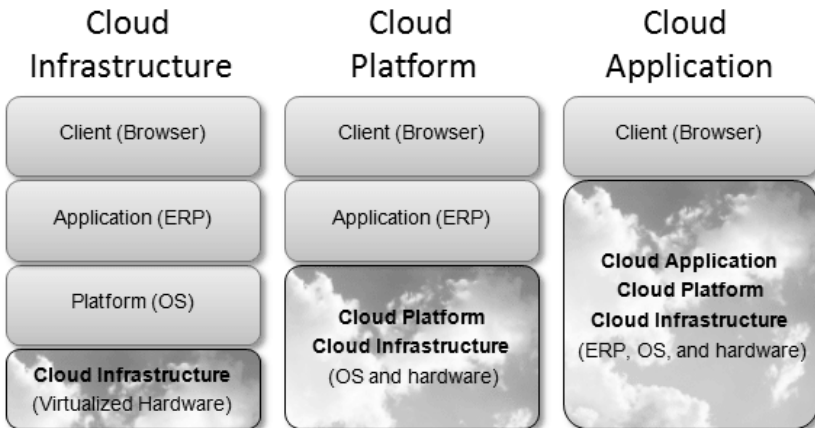 Cloud
Infrastructure
Client (Browser)
Application (ERP)
Platform (OS)
Cloud Infrastructure
(Virtualized Hardware)
Cloud
Platform
Client (Browser)
Application (ERP)
Cloud Platform
Cloud Infrastructure
(OS and hardware)
Cloud
Application
Client (Browser)
Cloud Application
Cloud Platform
Cloud Infrastructure
(ERP, OS, and hardware)